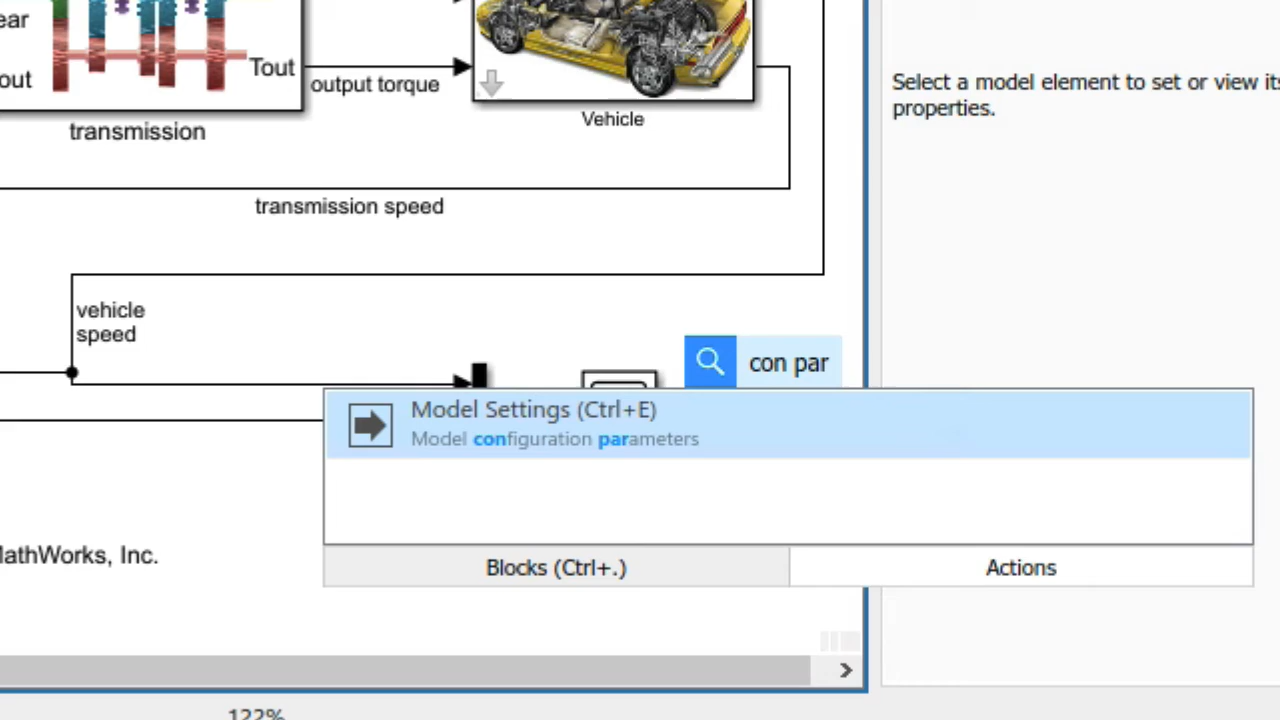 ear
out
Tout
output torque
transmission
Vehicle
transmission speed
vehicle
speed
con par
Model Settings (Ctrl+E)
Model configuration parameters
Blocks (Ctrl+.)
Actions
MathWorks, Inc.
Select a model element to set or view its
properties.
122%